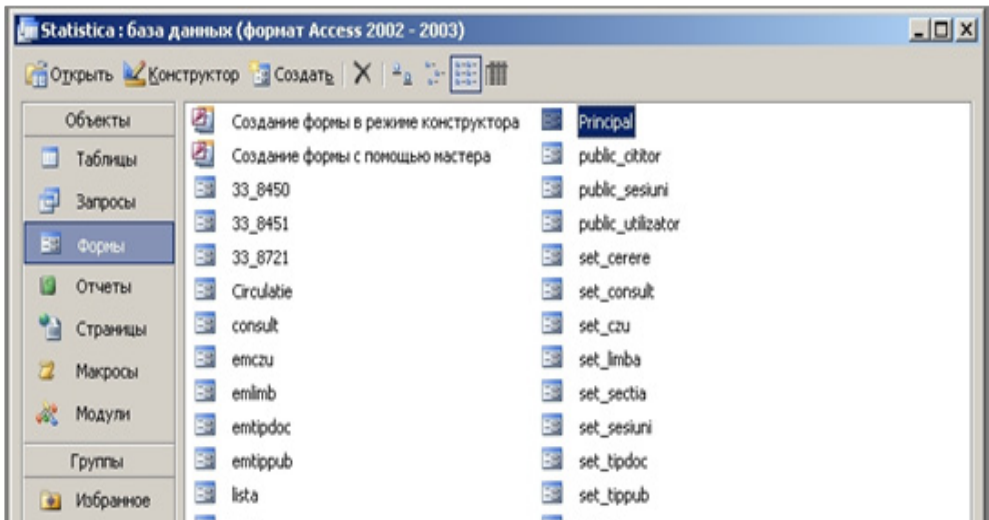 Statistica : база данных (формат Access 2002 - 2003)
Открыть Конструктор Создать
Объекты
Таблицы
Запросы
Формы
Отчеты
Страницы
Макросы
Модули
Группы
Избранное
Создание формы в режиме конструктора
Создание формы с помощью мастера
33_8450
33_8451
33_8721
Circulatie
consult
emczu
emlimb
emtipdoc
emtippub
lista
Principal
public_cititor
public_sesiuni
public_utilizator
set_cerere
set_consult
set_czu
set_limba
set_sectia
set_sesiuni
set_tipdoc
set_tippub